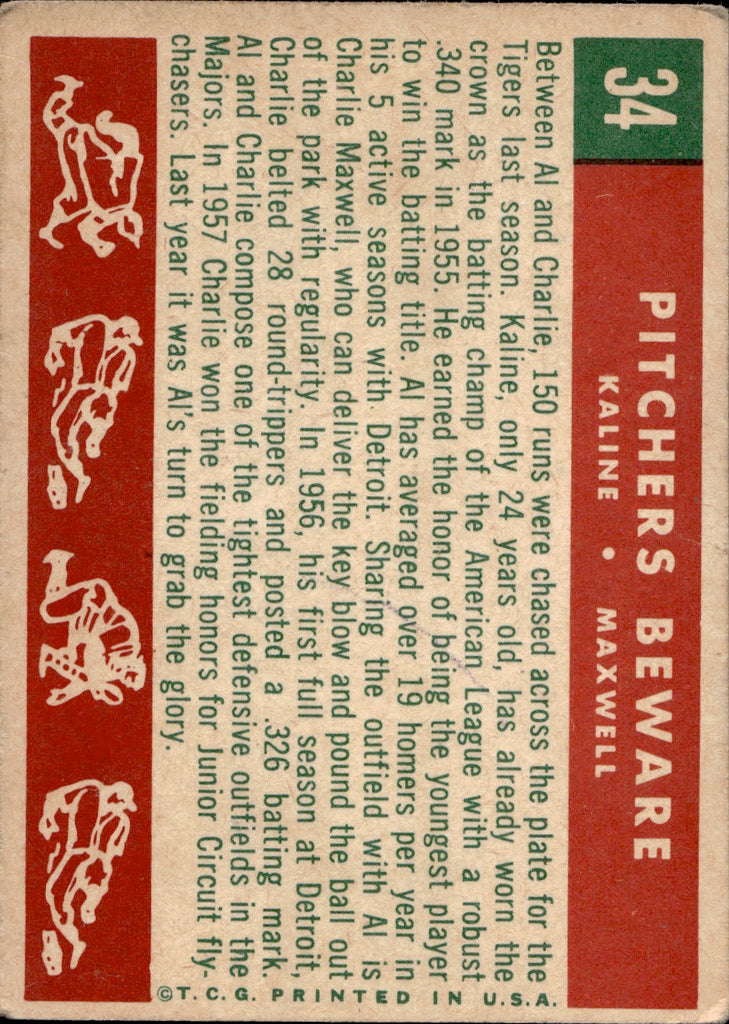 34
PITCHERS BEWARE
KALINE • MAXWELL
Between Al and Charlie, 150 runs were chased across the plate for the
Tigers last season. Kaline, only 24 years old, has already worn the
crown as the batting champ of the American League with a robust
.340 mark in 1955. He earned the honor of being the youngest player
to win the batting title. Al has averaged over 19 homers per year in
his 5 active seasons with Detroit. Sharing the outfield with Al is
Charlie Maxwell, who can deliver the key blow and pound the ball out
of the park with regularity. In 1956, his first full season at Detroit,
Charlie belted 28 round-trippers and posted a .326 batting mark.
Al and Charlie compose one of the tightest defensive outfields in the
Majors. In 1957 Charlie won the fielding honors for Junior Circuit fly-
chasers. Last year it was Al's turn to grab the glory.
©T.C.G. PRINTED IN U.S.A.